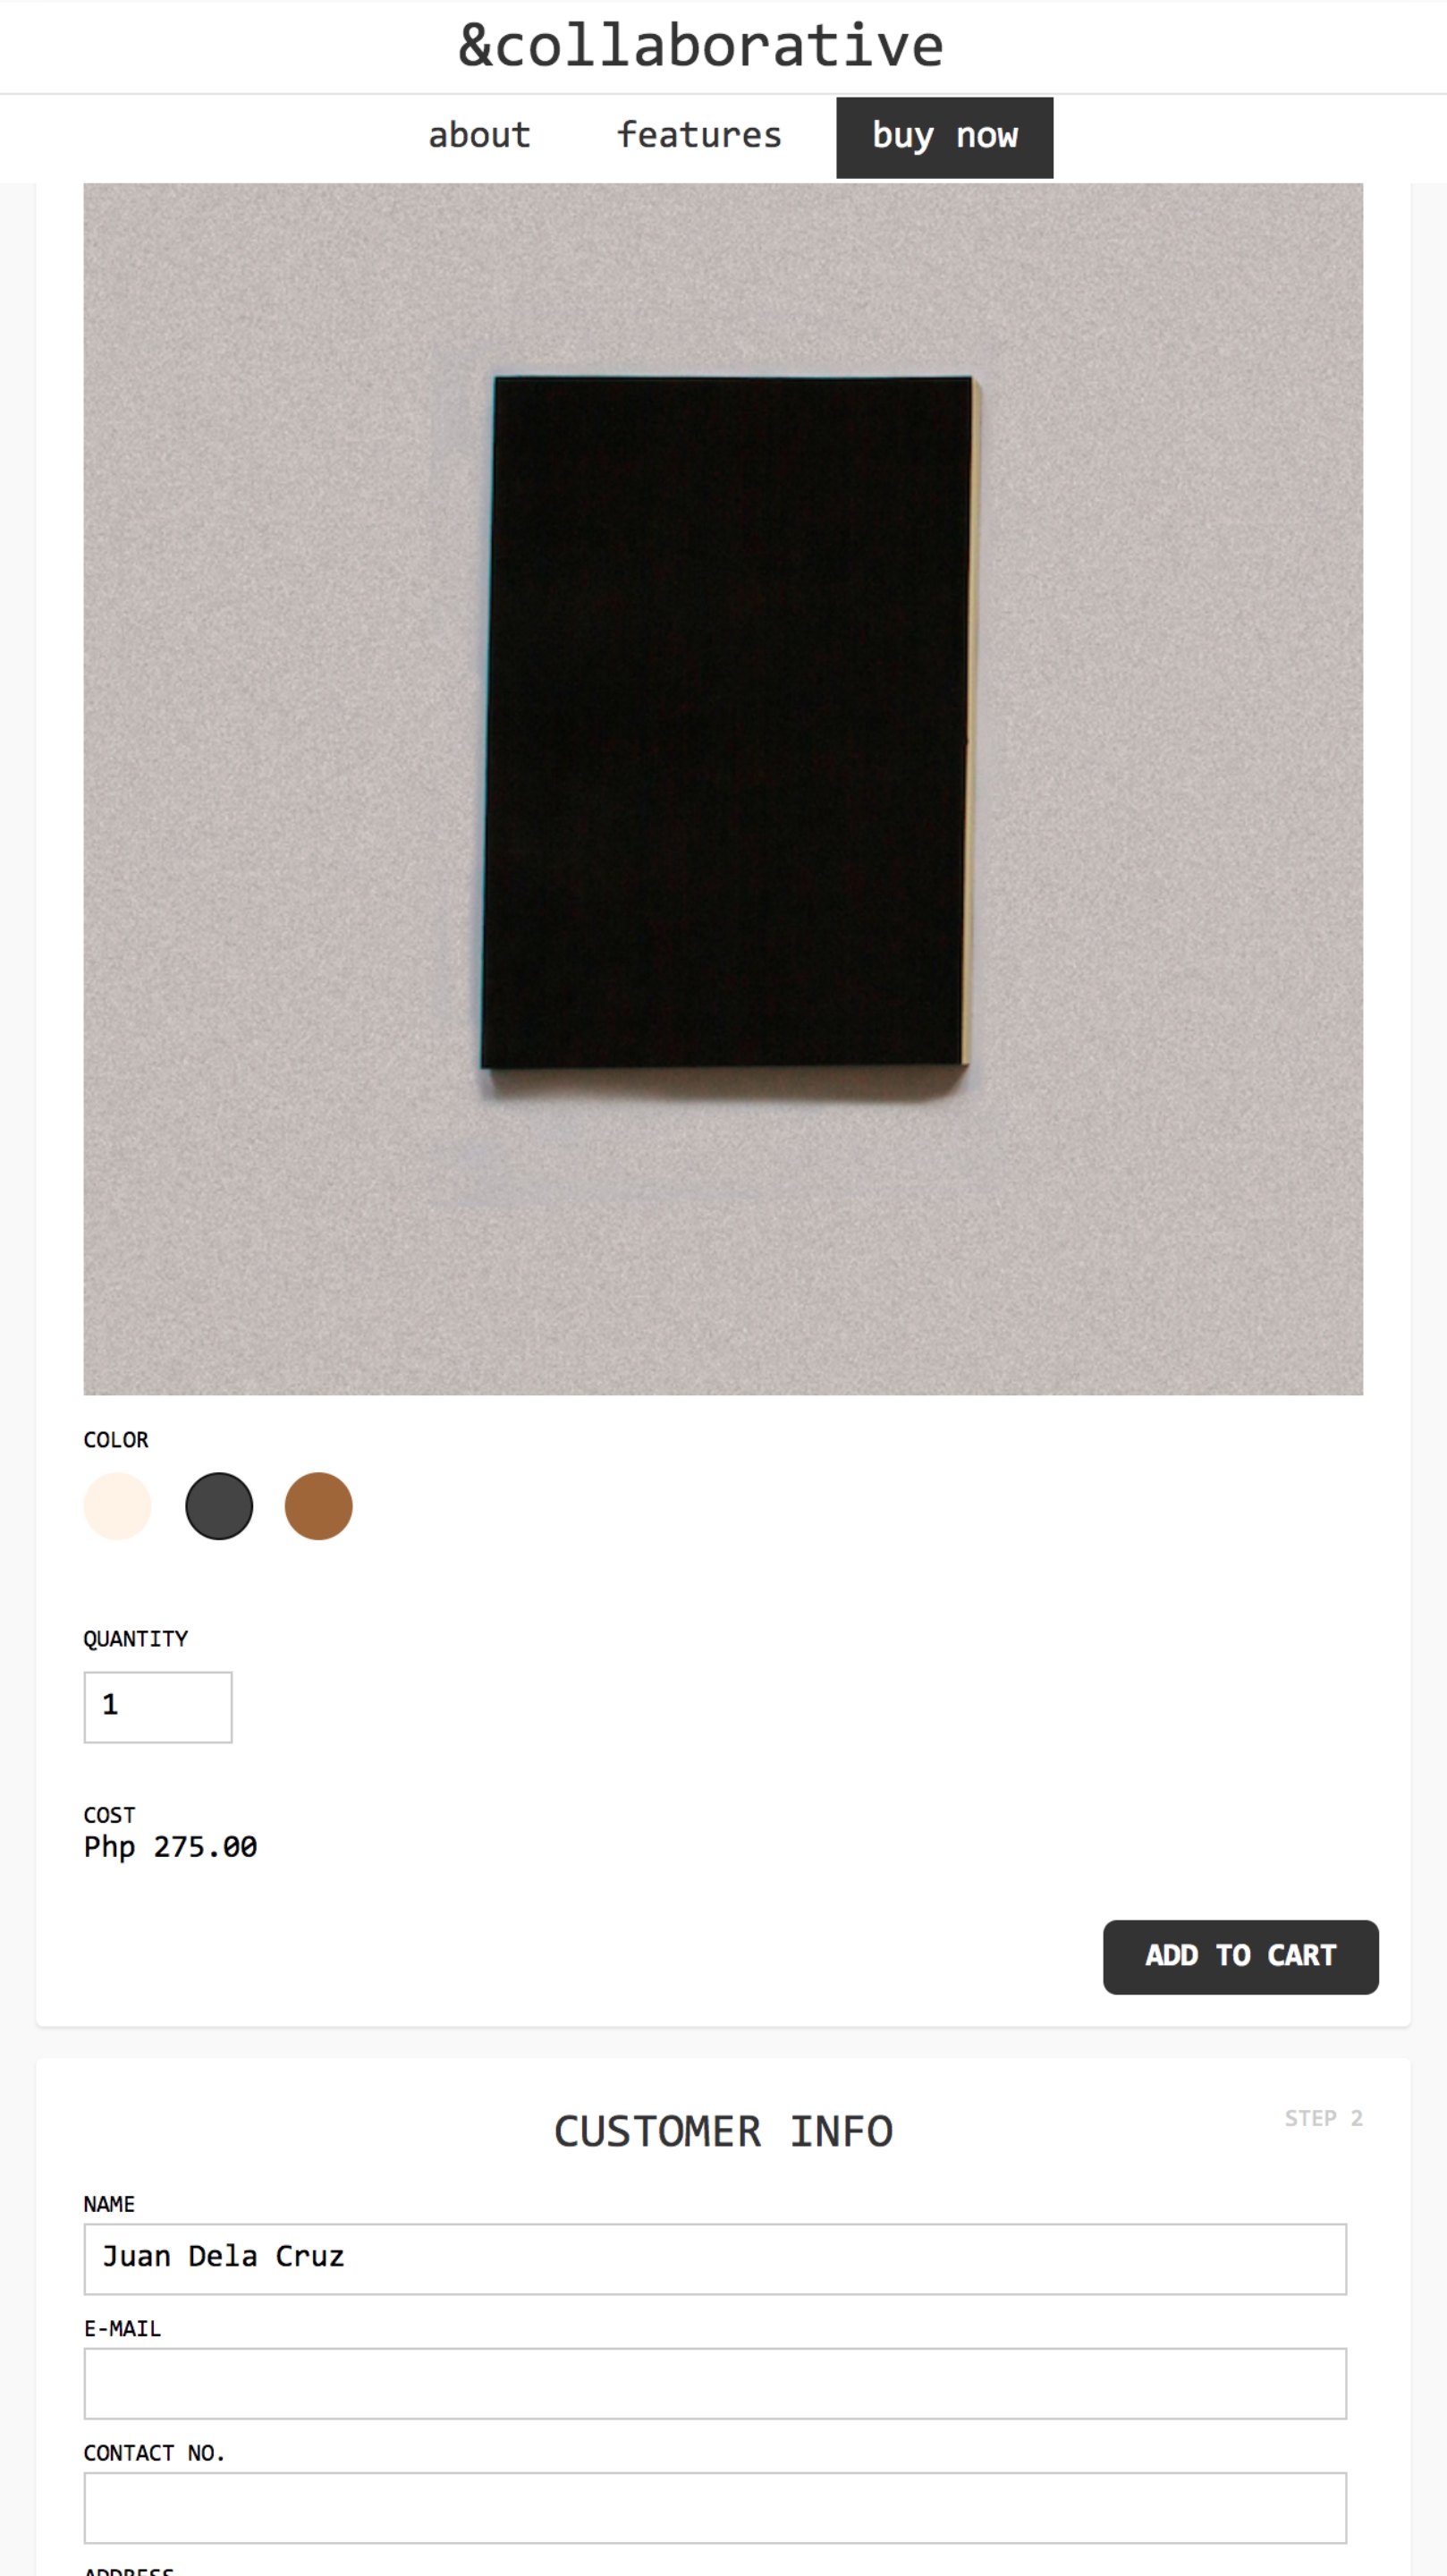 &collaborative
about features buy now
COLOR
QUANTITY
1
COST
Php 275.00
ADD TO CART
CUSTOMER INFO
STEP 2
NAME
Juan Dela Cruz
E-MAIL
CONTACT NO.
ADDRESS